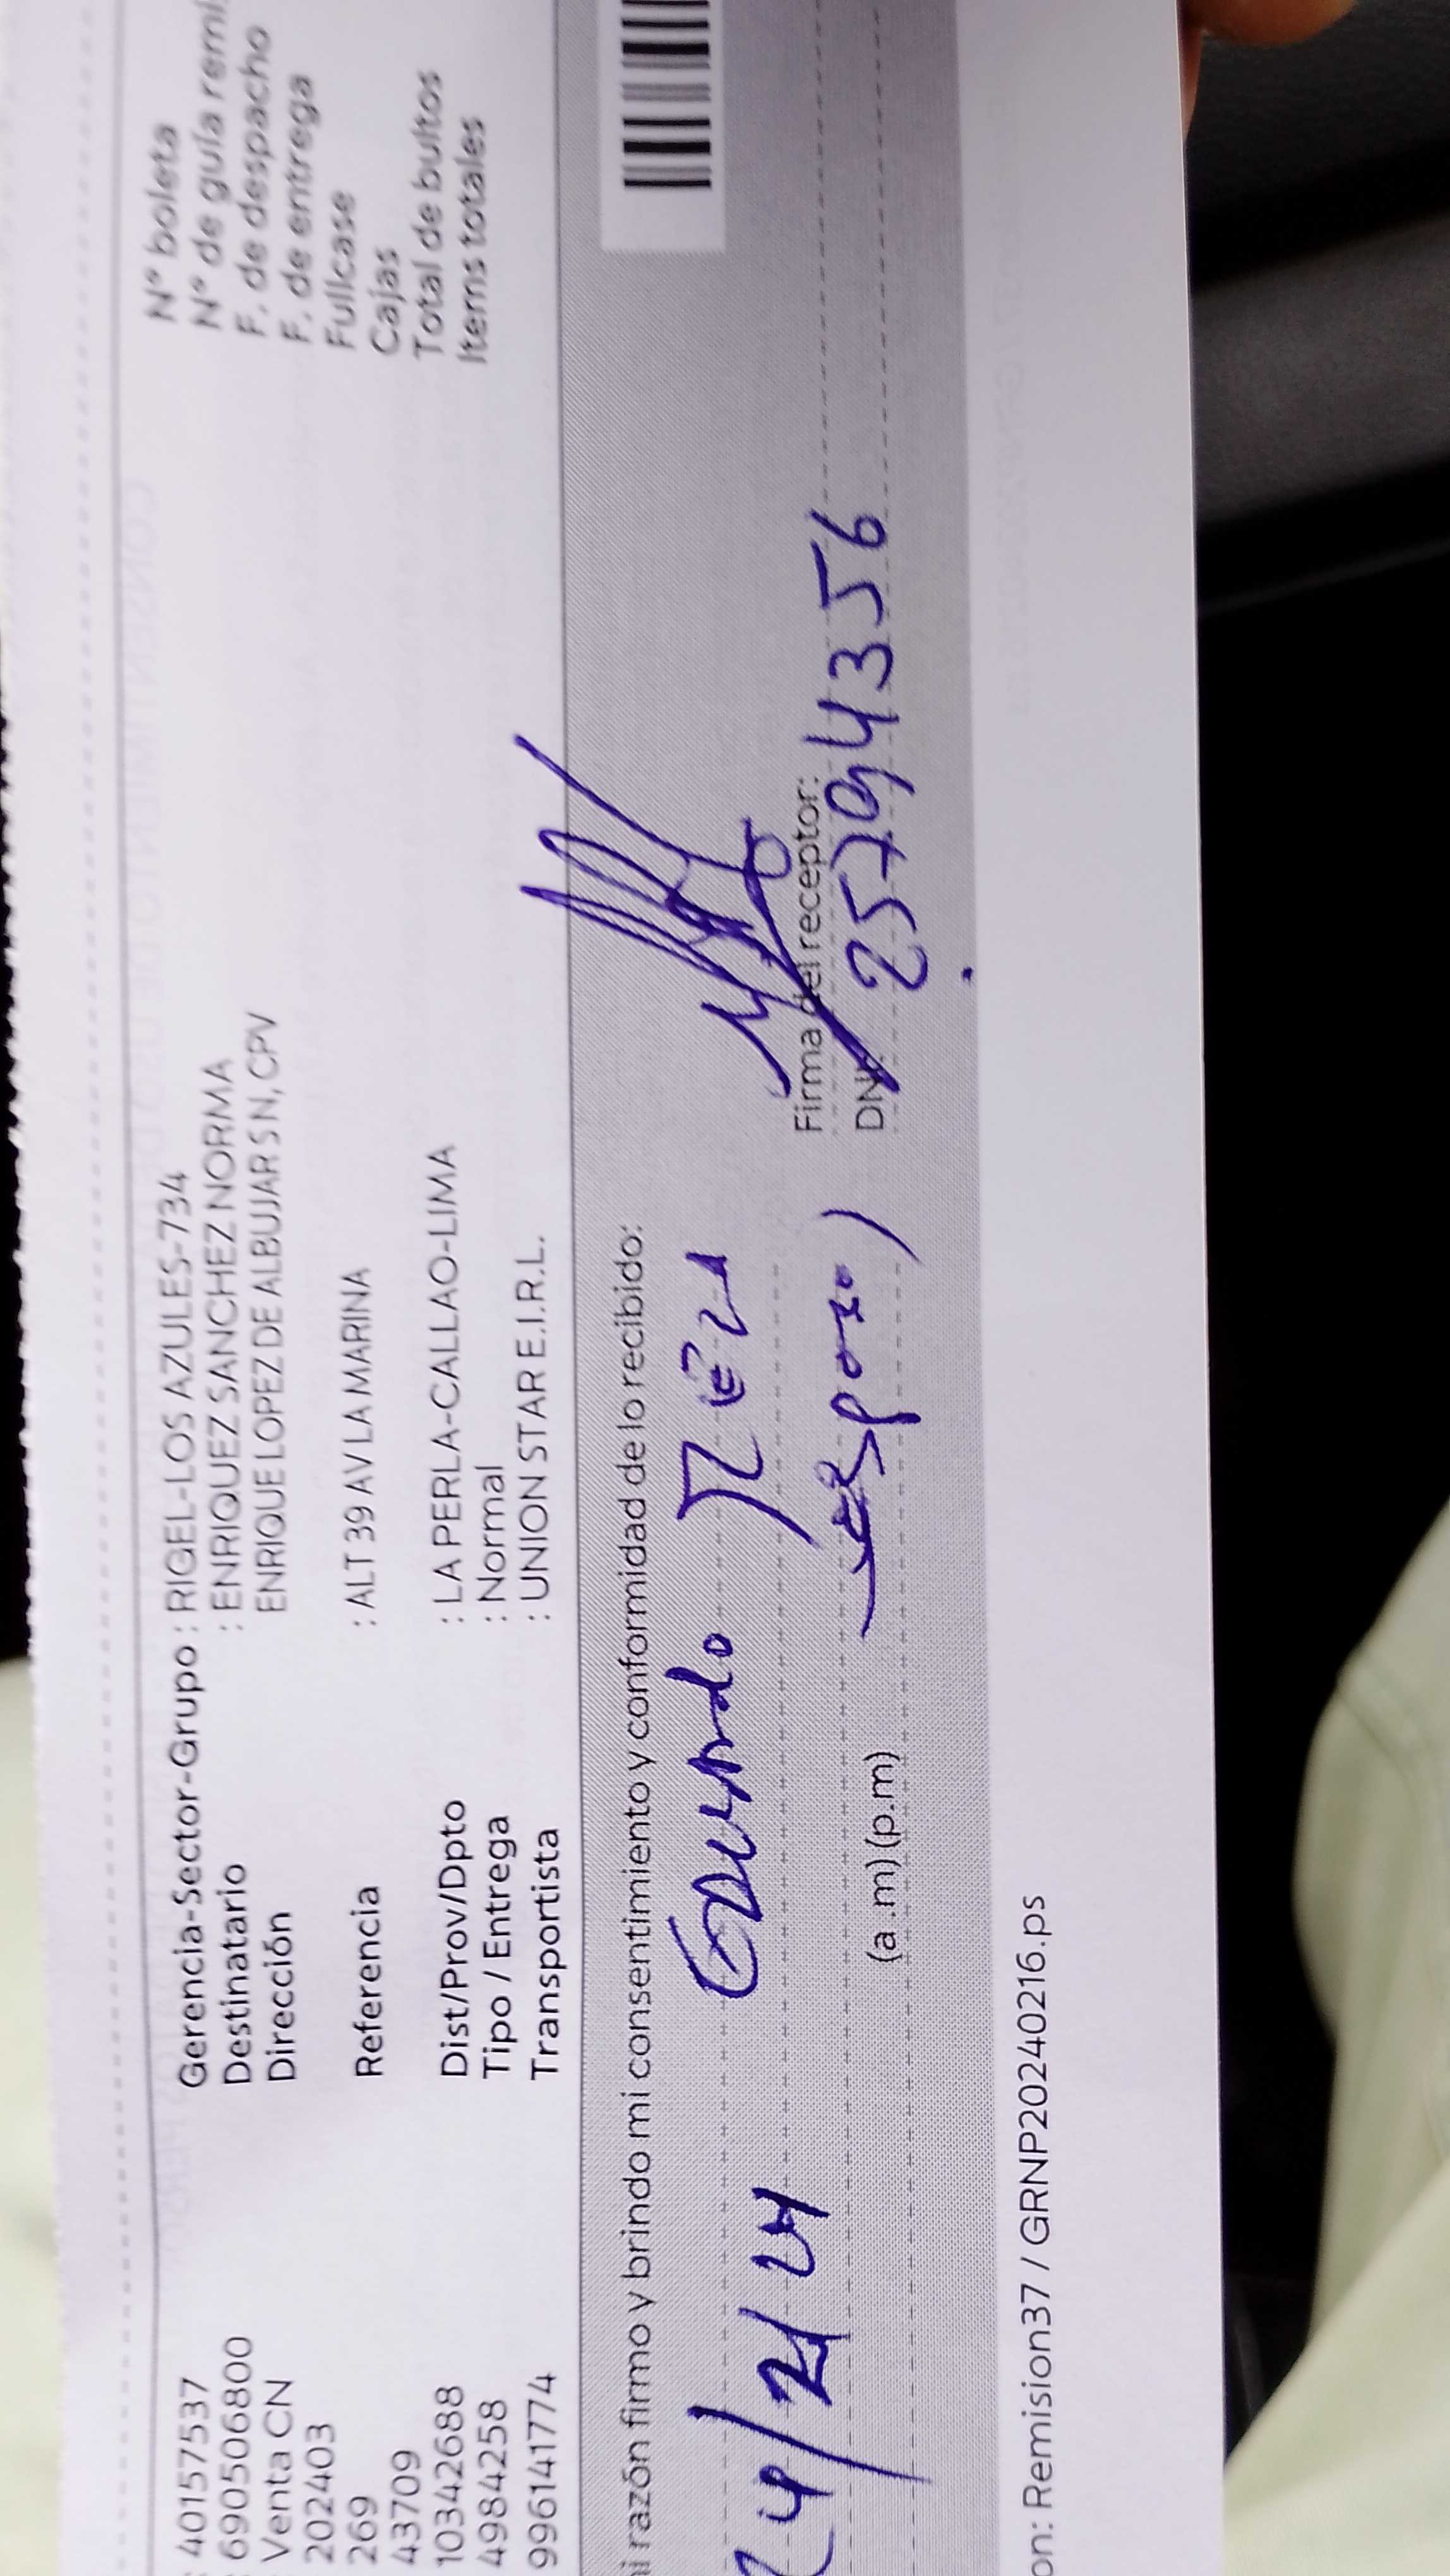 : 40157537 Gerencia-Sector-Grupo : RIGEL-LOS AZULES-734 N° boleta
: 690506800 Destinatario : ENRIQUEZ SANCHEZ NORMA N° de guía remi
Venta CN Dirección ENRIQUE LOPEZ DE ALBUJAR S N, CPV F. de despacho
202403 F. de entrega
269 Referencia : ALT 39 AV LA MARINA Fullcase
43709 Cajas
10342688 Dist/Prov/Dpto : LA PERLA-CALLAO-LIMA Total de bultos
4984258 Tipo / Entrega : Normal Items totales
996141774 Transportista : UNION STAR E.I.R.L.
i razón firmo y brindo mi consentimiento y conformidad de lo recibido:
24/2/24
Firma del receptor:
(a.m) (p.m) esposo ) DNI: 25794356
on: Remision37 / GRNP20240216.ps